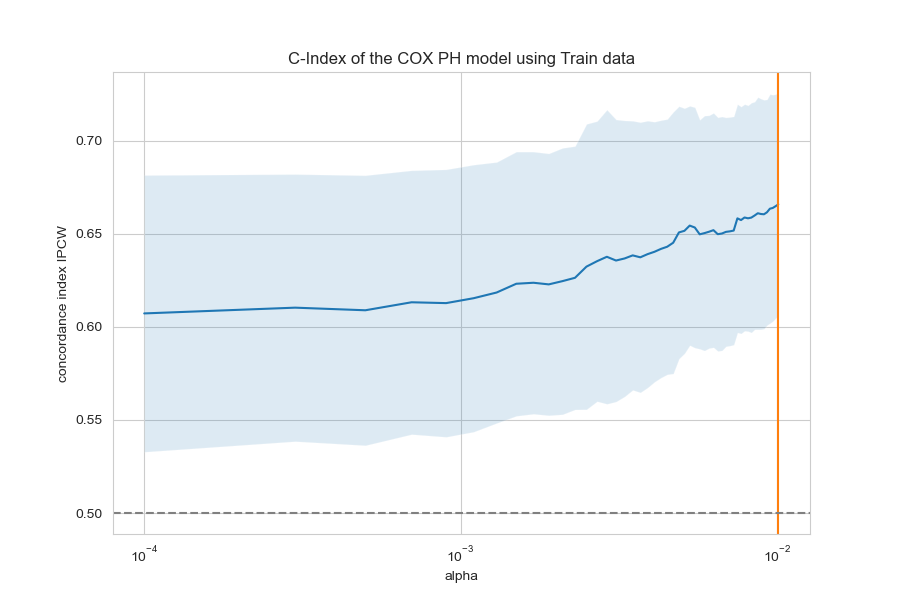 C-Index of the COX PH model using Train data
concordance index IPCW
0.70
0.65
0.60
0.55
0.50
10⁻⁴
10⁻³
10⁻²
alpha